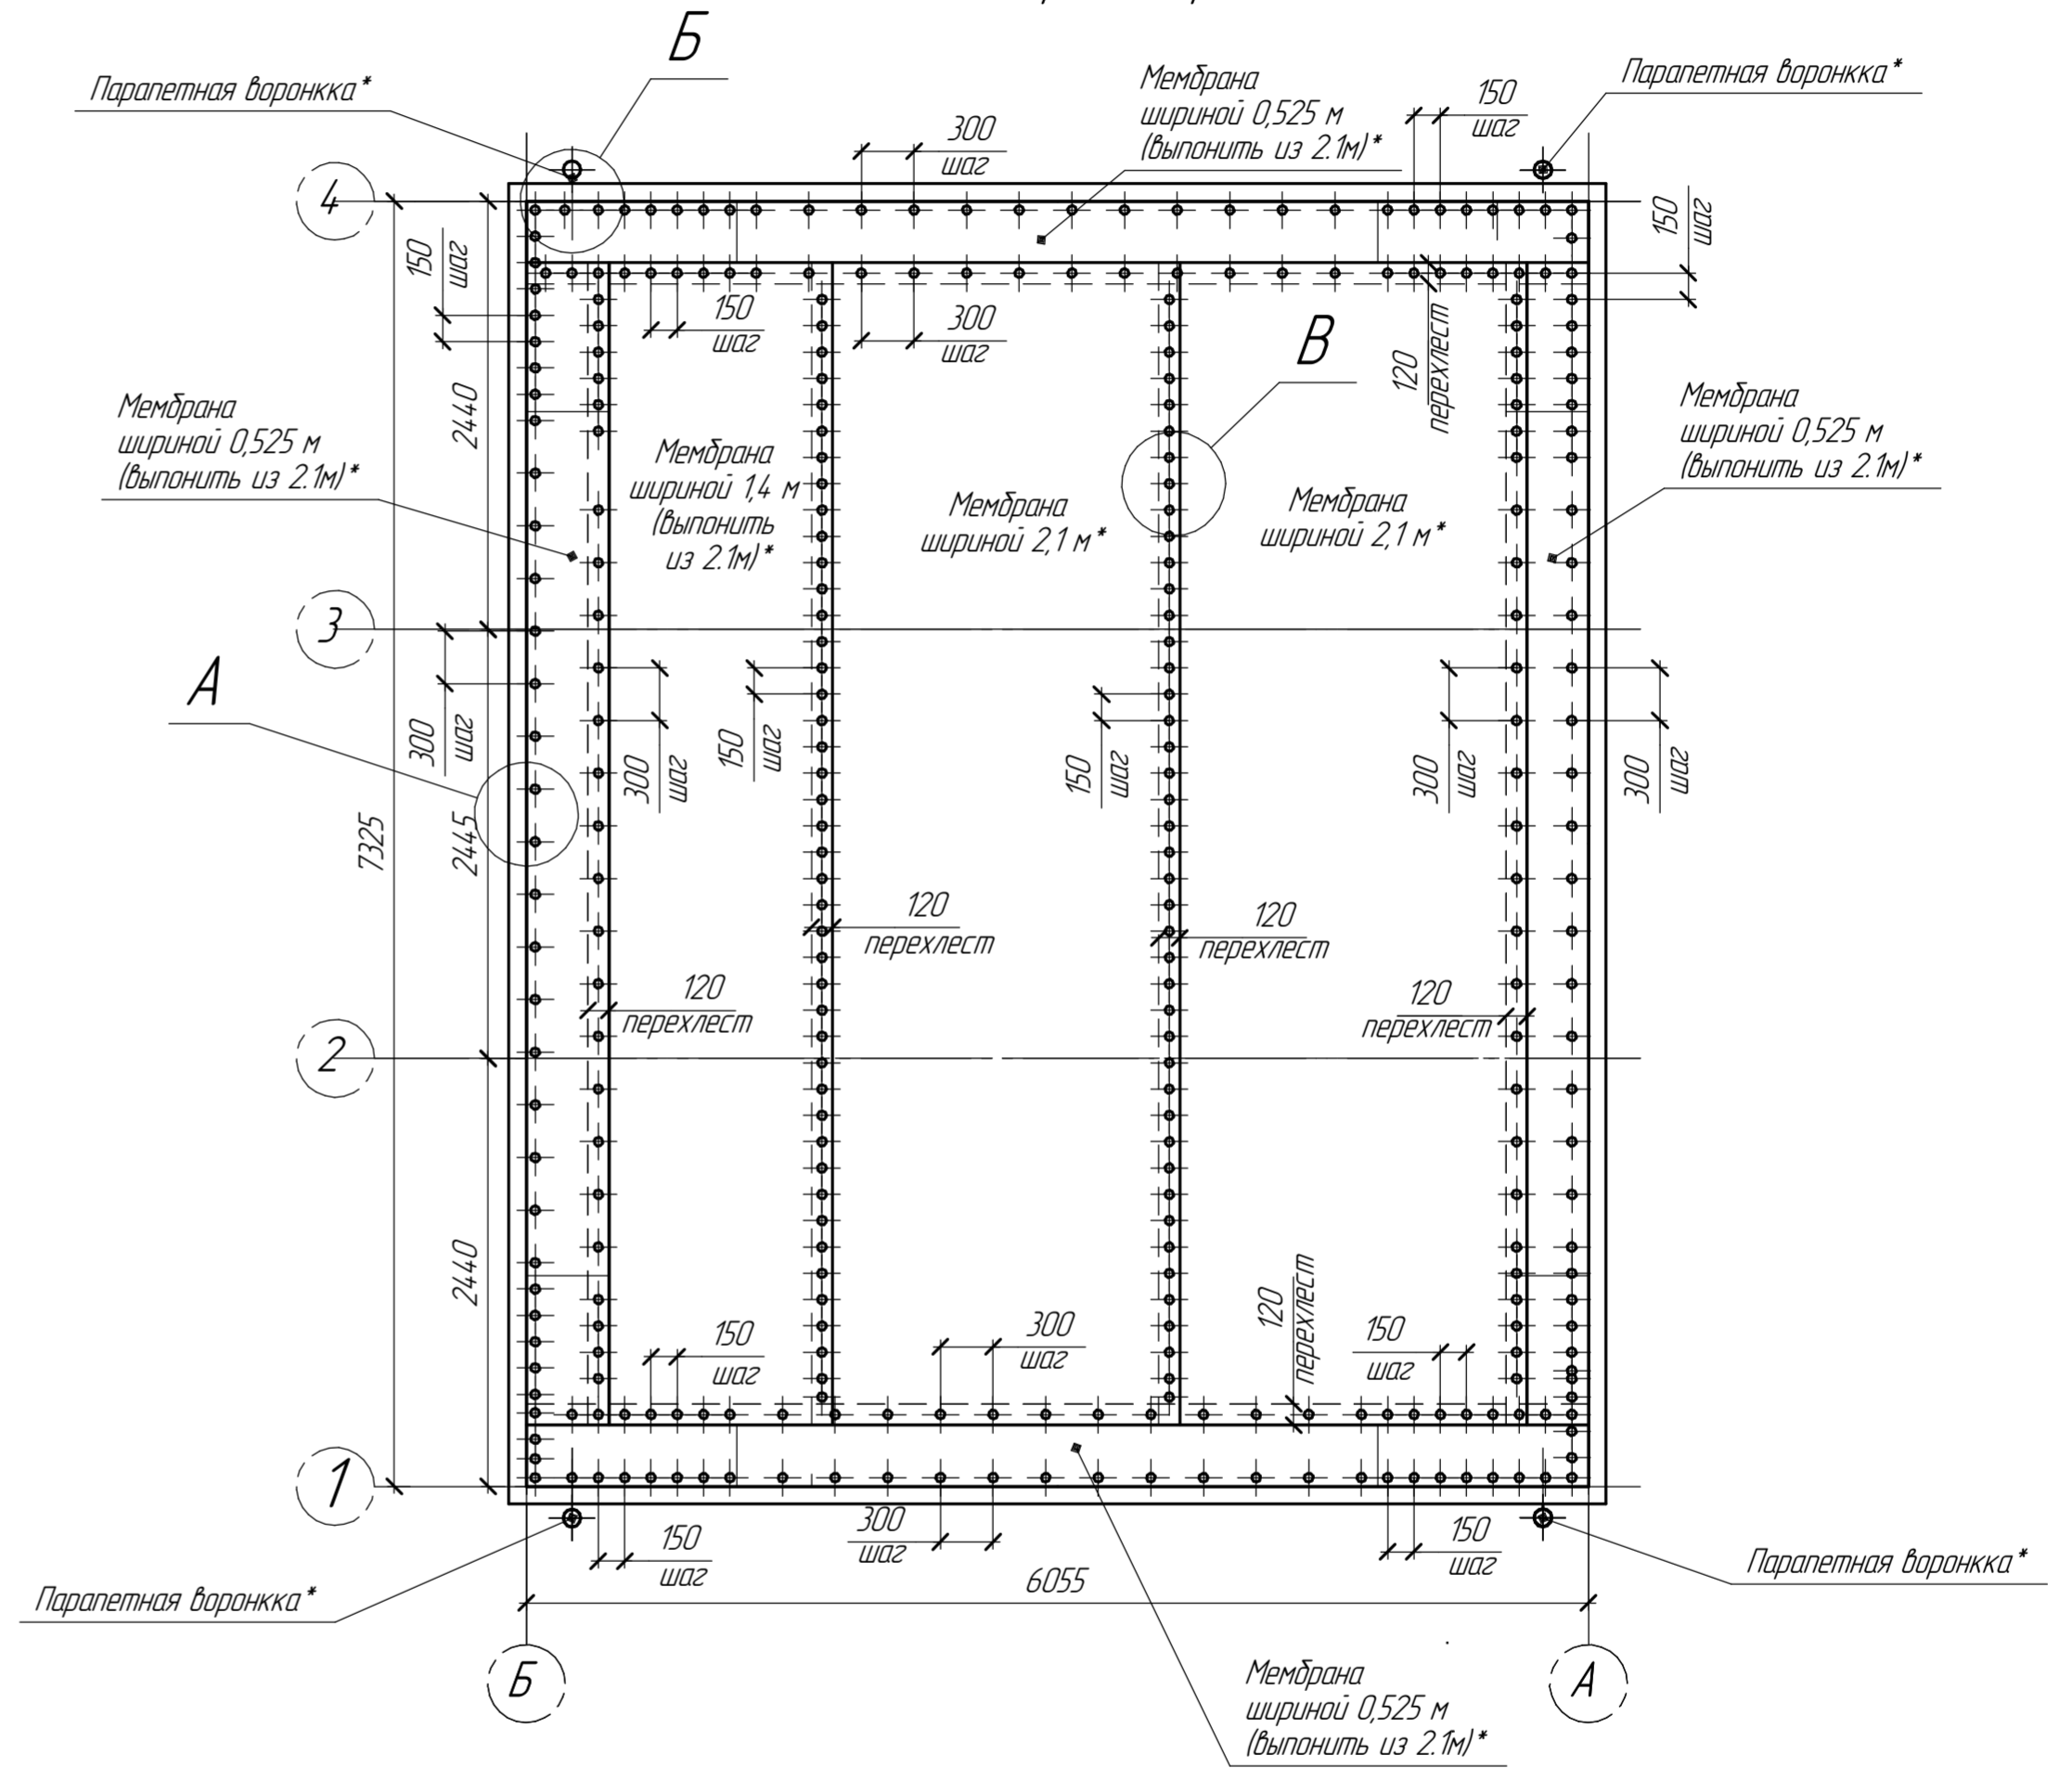 Б
Парапетная воронкка*
Мембрана
шириной 0,525 м
(выпонить из 2.1м)*
Парапетная воронкка*
150
шаг
300
шаг
4
150
шаг
150
шаг
150
шаг
300
шаг
В
120
перехлест
2440
Мембрана
шириной 0,525 м
(выпонить из 2.1м)*
Мембрана
шириной 1,4 м
(выпонить
из 2.1м)*
Мембрана
шириной 2,1 м*
Мембрана
шириной 2,1 м*
Мембрана
шириной 0,525 м
(выпонить из 2.1м)*
3
А
300
шаг
300
шаг
150
шаг
150
шаг
300
шаг
300
шаг
7325
2445
120
перехлест
120
перехлест
120
перехлест
120
перехлест
2
2440
150
шаг
300
шаг
120
перехлест
150
шаг
1
150
шаг
300
шаг
150
шаг
Парапетная воронкка*
6055
Парапетная воронкка*
Б
А
Мембрана
шириной 0,525 м
(выпонить из 2.1м)*